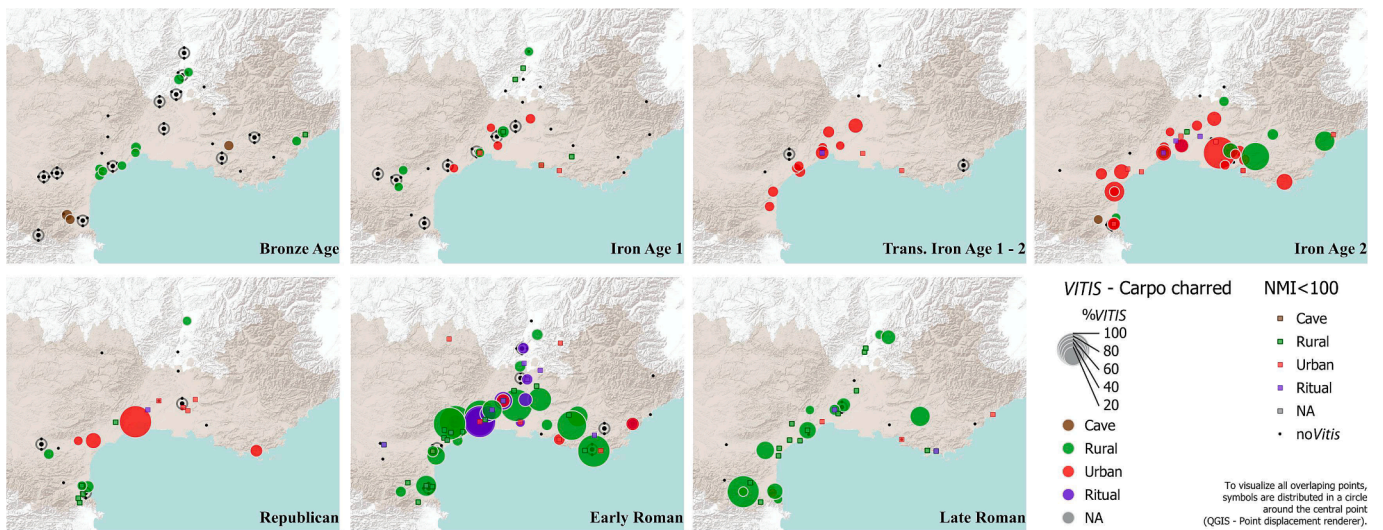 Bronze Age
Iron Age 1
Trans. Iron Age 1 - 2
Iron Age 2
Republican
Early Roman
Late Roman
VITIS - Carpo charred
%VITIS
100
80
60
40
20
Cave
Rural
Urban
Ritual
NA
NMI<100
Cave
Rural
Urban
Ritual
NA
noVitis
To visualize all overlaping points,
symbols are distributed in a circle
around the central point
(QGIS - Point displacement renderer).